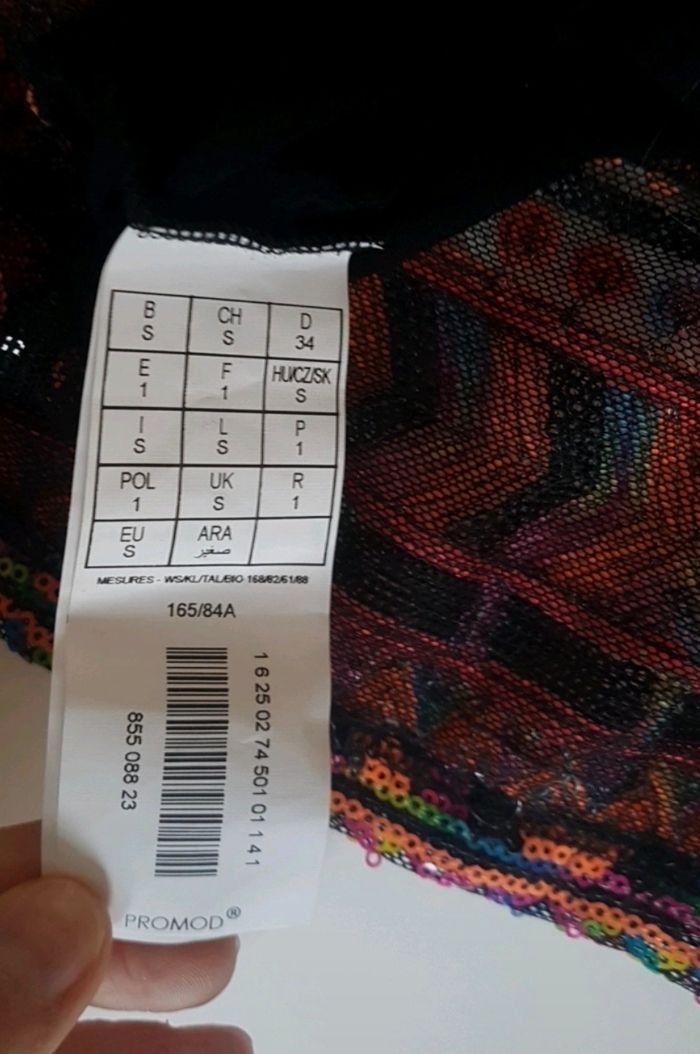 B CH D
S S 34
E F HU/CZ/SK
1 1 S
I L P
S S 1
POL UK R
1 S 1
EU ARA
S صغير
MESURES - WS/KL/TAL/BIO 168/82/61/88
165/84A
1 6 25 02 74 501 01 1 4 1
855 088 23
PROMOD®